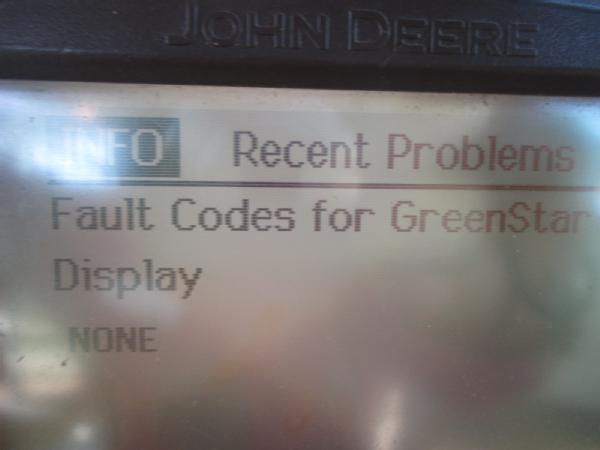 JOHN DEERE
INFO Recent Problems
Fault Codes for GreenStar
Display
NONE